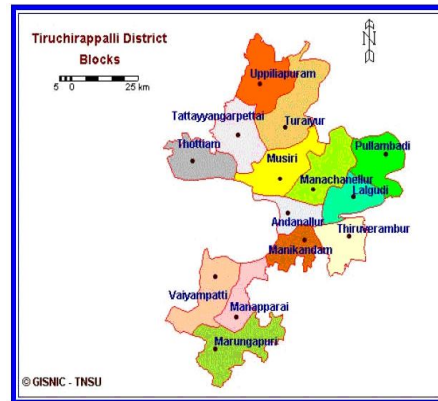 Tiruchirappalli District
Blocks
5 0 25 km
N
Uppiliapuram
Tattayyangarpettai
Turaiyur
Thottiam
Musiri
Pullambadi
Manachanellur
Lalgudi
Andanallur
Thiruverambur
Manikandam
Vaiyampatti
Manapparai
Marungapuri
© GISNIC - TNSU